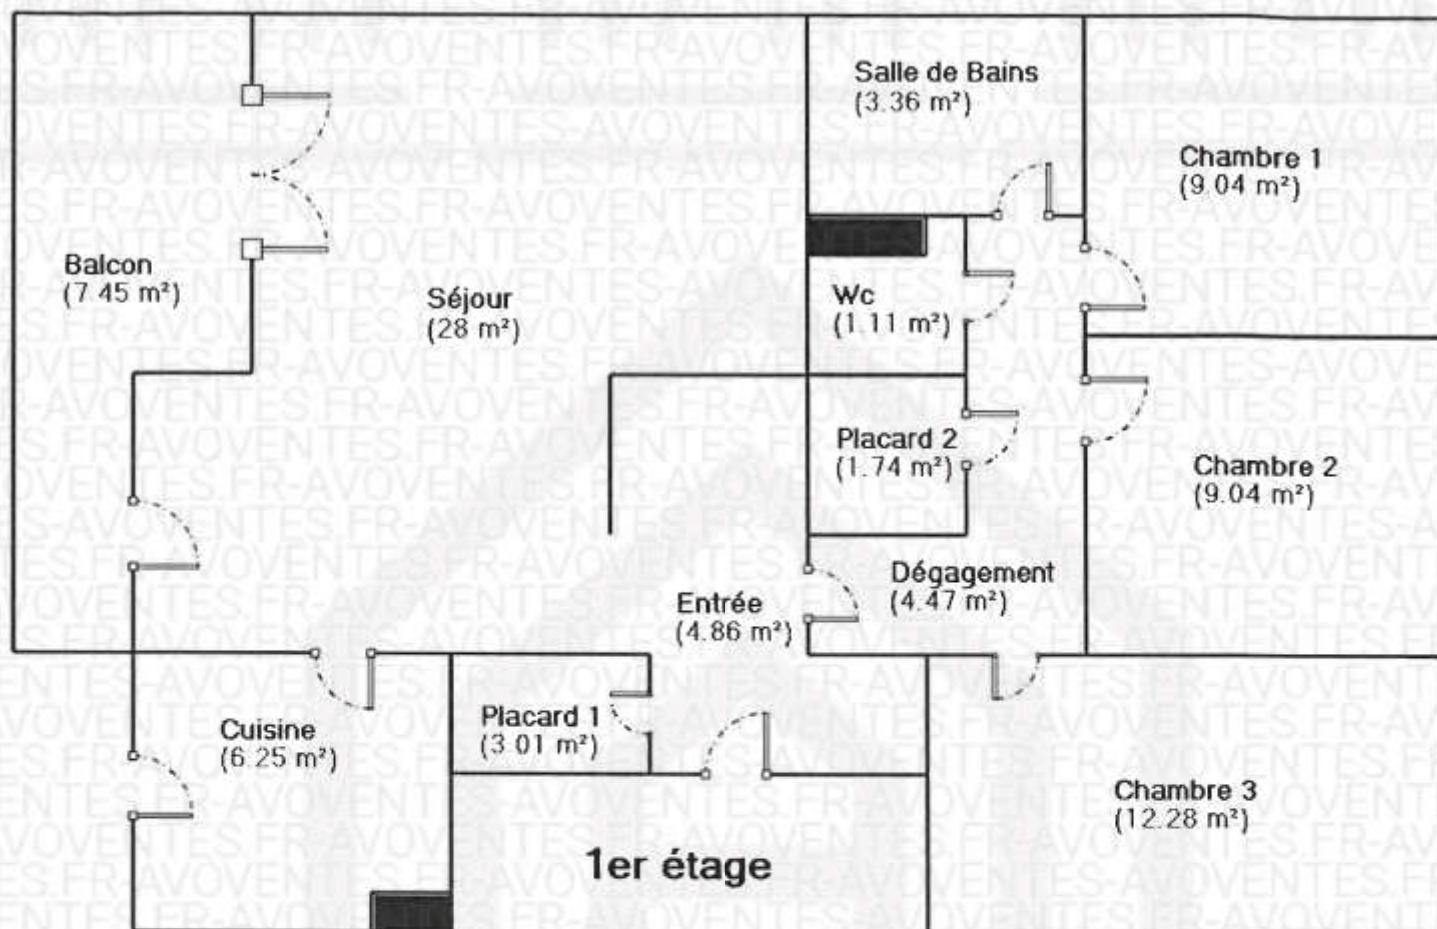 Salle de Bains
(3.36 m²)
Chambre 1
(9.04 m²)
Balcon
(7.45 m²)
Séjour
(28 m²)
Wc
(1.11 m²)
Placard 2
(1.74 m²)
Chambre 2
(9.04 m²)
Dégagement
(4.47 m²)
Entrée
(4.86 m²)
Cuisine
(6.25 m²)
Placard 1
(3.01 m²)
Chambre 3
(12.28 m²)
1er étage
AVOVENTES.FR